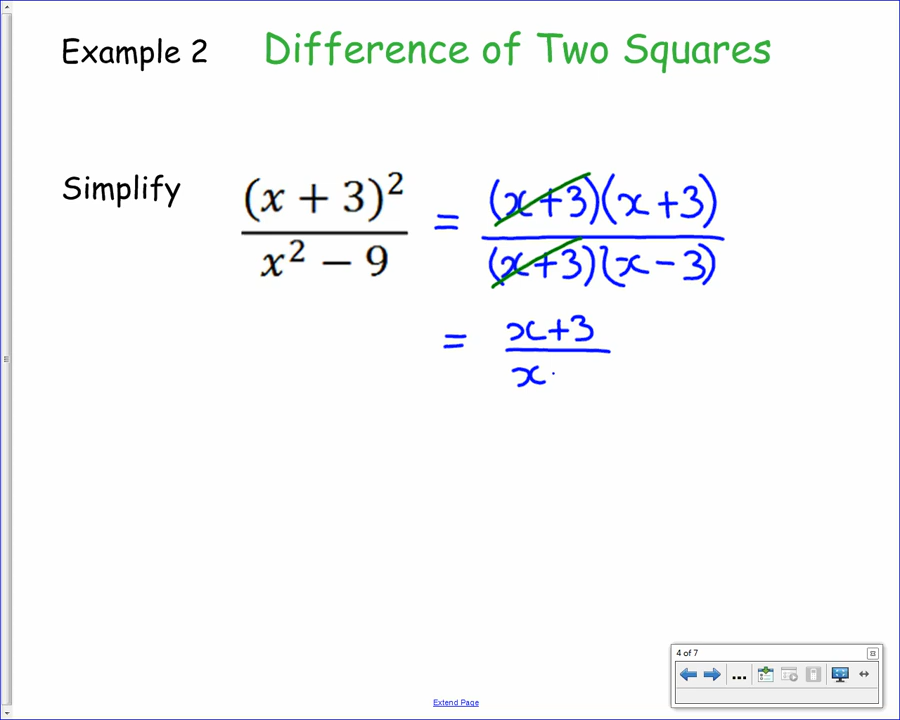 Example 2 Difference of Two Squares
Simplify (x + 3)² / x² − 9 = (x+3)(x+3) / (x+3)(x−3)
= x+3 / x
4 of 7
...
Extend Page